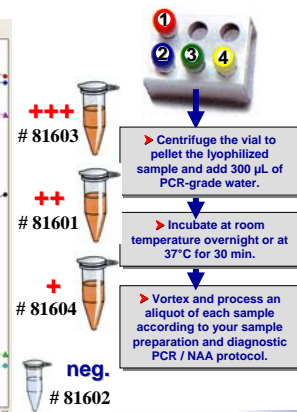 1
2
3
4
+++
# 81603
++
# 81601
+
# 81604
neg.
# 81602
Centrifuge the vial to
pellet the lyophilized
sample and add 300 µL of
PCR-grade water.
Incubate at room
temperature overnight or at
37°C for 30 min.
Vortex and process an
aliquot of each sample
according to your sample
preparation and diagnostic
PCR / NAA protocol.